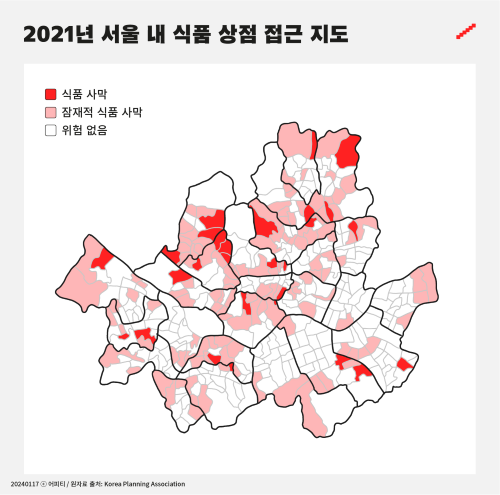 2021년 서울 내 식품 상점 접근 지도
식품 사막
잠재적 식품 사막
위험 없음
20240117 ⓒ 어피티 / 원자료 출처: Korea Planning Association